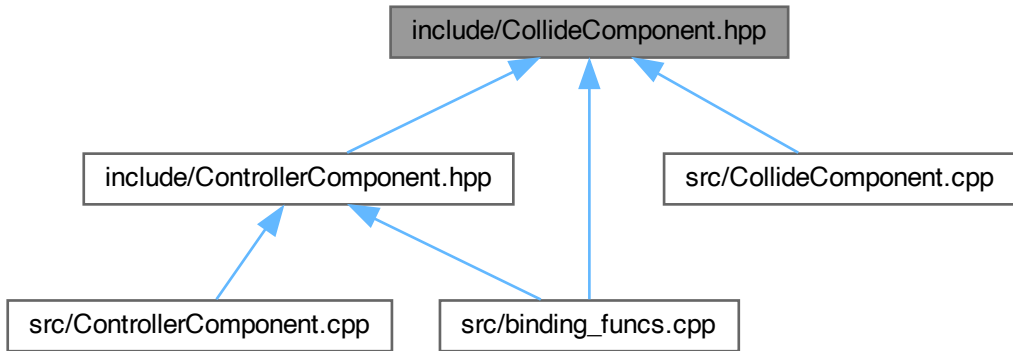 include/CollideComponent.hpp
include/ControllerComponent.hpp
src/CollideComponent.cpp
src/ControllerComponent.cpp
src/binding_funcs.cpp